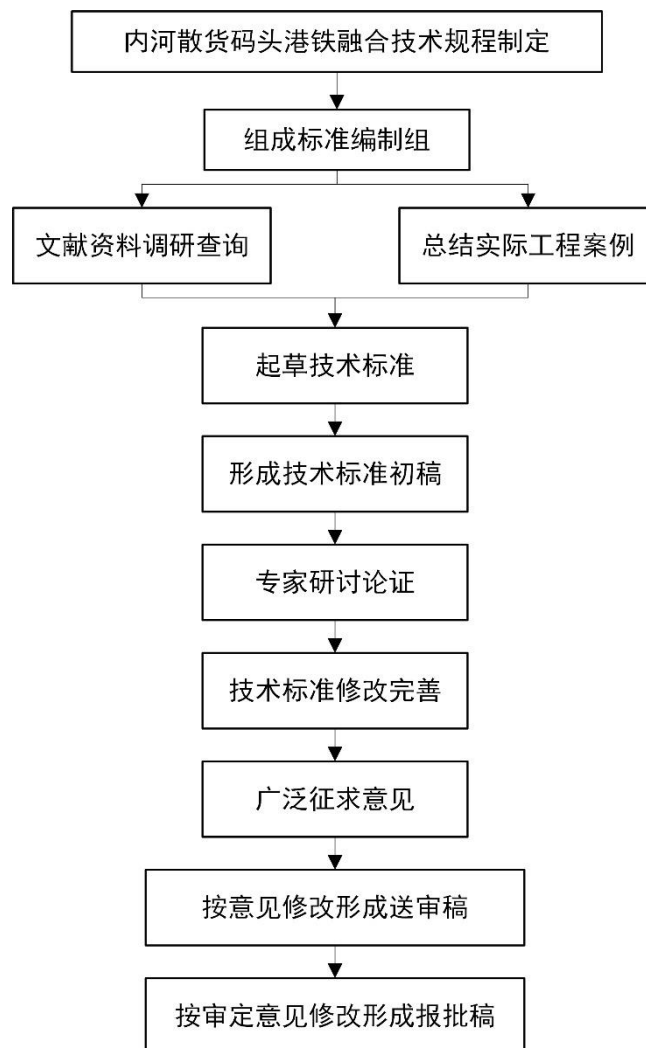 内河散货码头港铁融合技术规程制定
组成标准编制组
文献资料调研查询
总结实际工程案例
起草技术标准
形成技术标准初稿
专家研讨论证
技术标准修改完善
广泛征求意见
按意见修改形成送审稿
按审定意见修改形成报批稿